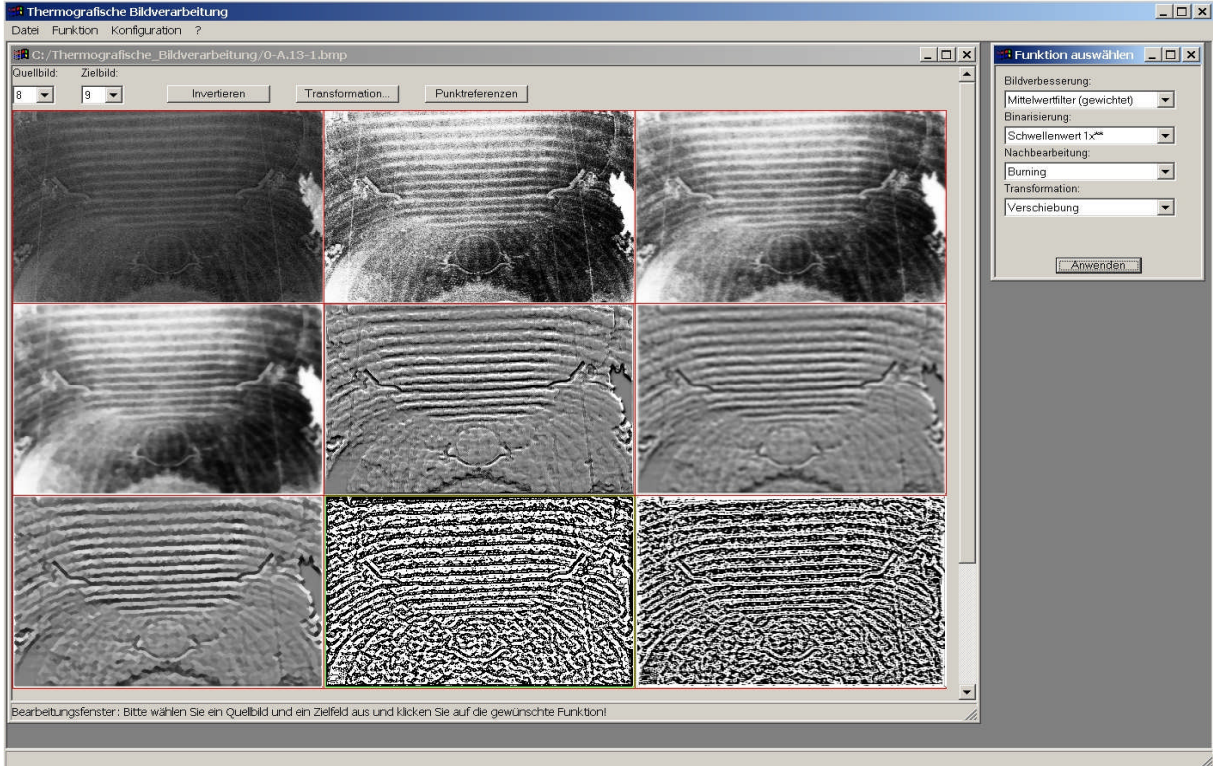 Thermografische Bildverarbeitung
Datei Funktion Konfiguration ?
C:/Thermografische_Bildverarbeitung/0-A.13-1.bmp
Quellbild: Zielbild:
8 9 Invertieren Transformation... Punktreferenzen
Funktion auswählen
Bildverbesserung:
Mittelwertfilter (gewichtet)
Binarisierung:
Schwellenwert 1x**
Nachbearbeitung:
Burning
Transformation:
Verschiebung
Anwenden
Bearbeitungsfenster: Bitte wählen Sie ein Quellbild und ein Zielfeld aus und klicken Sie auf die gewünschte Funktion!